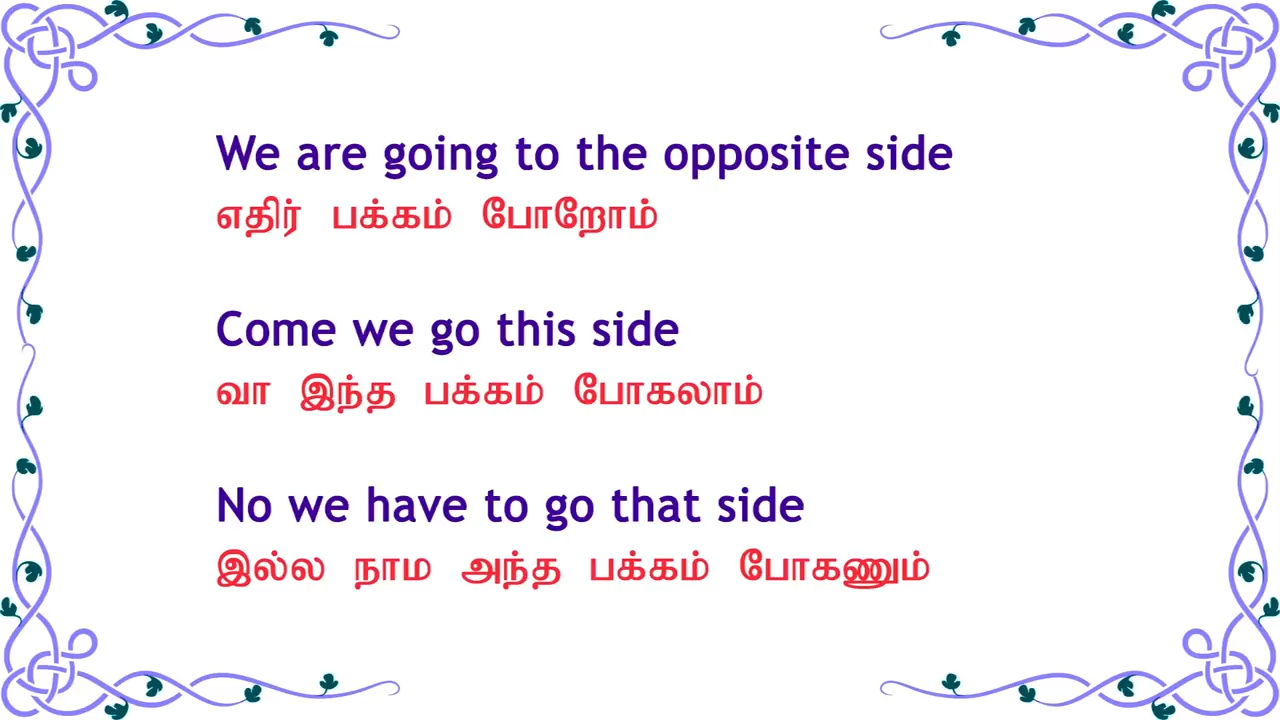 We are going to the opposite side
எதிர் பக்கம் போறோம்
Come we go this side
வா இந்த பக்கம் போகலாம்
No we have to go that side
இல்ல நாம அந்த பக்கம் போகணும்